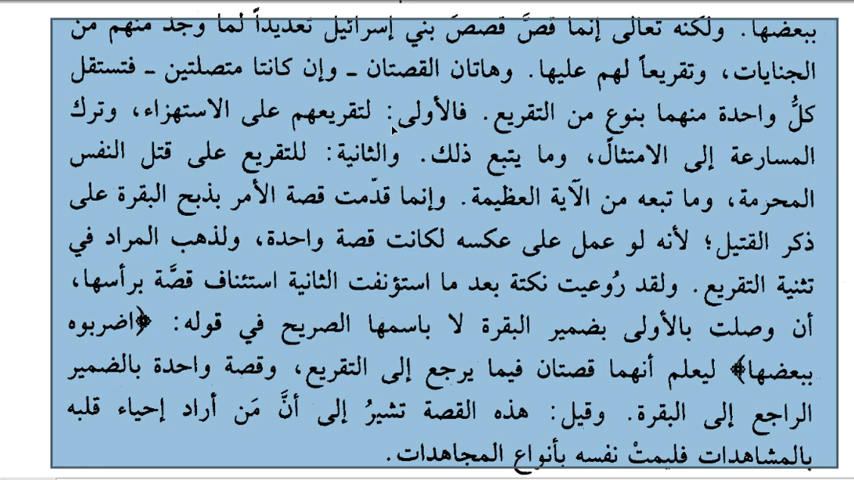 ببعضها. ولكنه تعالى إنما قصَّ قصصَ بني إسرائيل تعديداً لما وجد منهم من
الجنايات، وتقريعاً لهم عليها. وهاتان القصتان ـ وإن كانتا متصلتين ـ فتستقل
كلُّ واحدة منهما بنوع من التقريع. فالأولى: لتقريعهم على الاستهزاء، وترك
المسارعة إلى الامتثال، وما يتبع ذلك. والثانية: للتقريع على قتل النفس
المحرمة، وما تبعه من الآية العظيمة. وإنما قدّمت قصة الأمر بذبح البقرة على
ذكر القتيل؛ لأنه لو عمل على عكسه لكانت قصة واحدة، ولذهب المراد في
تثنية التقريع. ولقد رُوعيت نكتة بعد ما استؤنفت الثانية استئناف قصَّة برأسها،
أن وصلت بالأولى بضمير البقرة لا باسمها الصريح في قوله: ﴿اضربوه
ببعضها﴾ ليعلم أنهما قصتان فيما يرجع إلى التقريع، وقصة واحدة بالضمير
الراجع إلى البقرة. وقيل: هذه القصة تشيرُ إلى أنَّ مَن أراد إحياء قلبه
بالمشاهدات فليمتْ نفسه بأنواع المجاهدات.